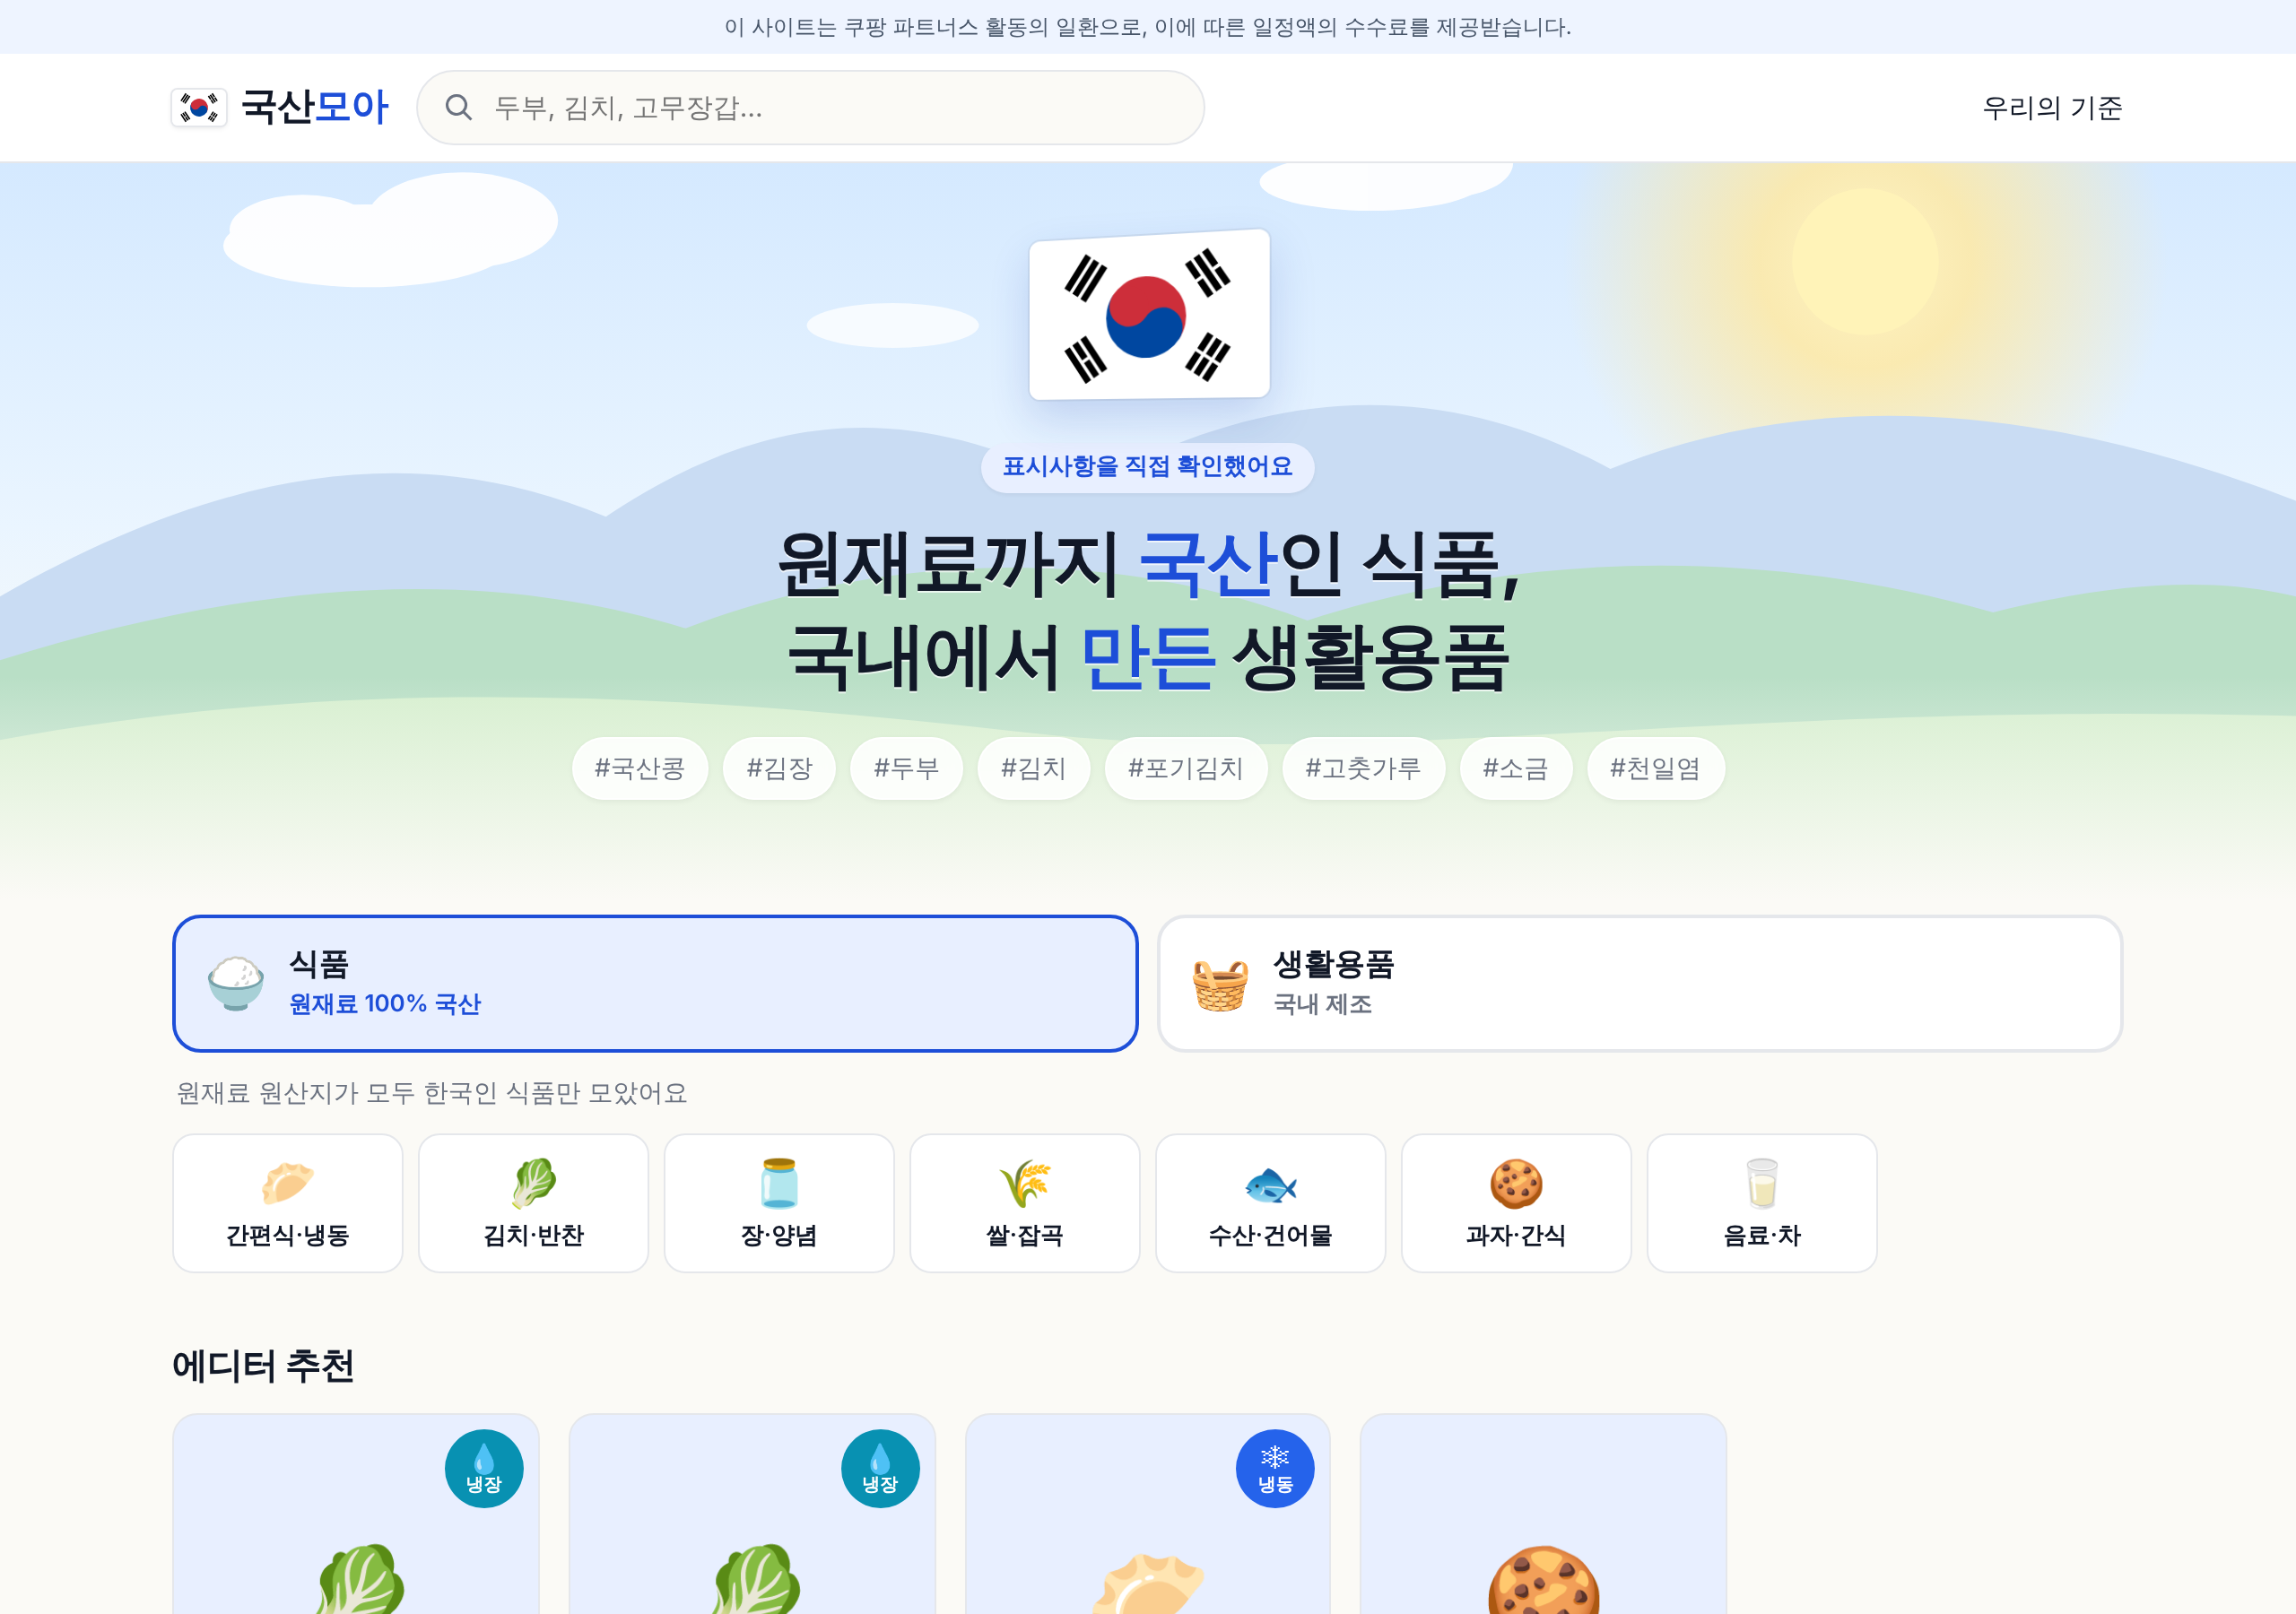 이 사이트는 쿠팡 파트너스 활동의 일환으로, 이에 따른 일정액의 수수료를 제공받습니다.
국산모아
두부, 김치, 고무장갑...
우리의 기준
표시사항을 직접 확인했어요
원재료까지 국산인 식품,
국내에서 만든 생활용품
#국산콩 #김장 #두부 #김치 #포기김치 #고춧가루 #소금 #천일염
식품
원재료 100% 국산
생활용품
국내 제조
원재료 원산지가 모두 한국인 식품만 모았어요
간편식·냉동 김치·반찬 장·양념 쌀·잡곡 수산·건어물 과자·간식 음료·차
에디터 추천
냉장 냉장 냉동